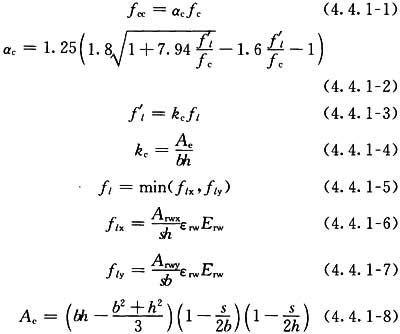 f_cc = α_c f_c (4.4.1-1)
α_c = 1.25(1.8√(1+7.94 f′_l/f_c) − 1.6 f′_l/f_c − 1)
(4.4.1-2)
f′_l = k_c f_l (4.4.1-3)
k_c = A_e/bh (4.4.1-4)
f_l = min(f_lx, f_ly) (4.4.1-5)
f_lx = A_rwx/sh ε_rw E_rw (4.4.1-6)
f_ly = A_rwy/sb ε_rw E_rw (4.4.1-7)
A_c = (bh − (b²+h²)/3)(1 − s/2b)(1 − s/2h) (4.4.1-8)